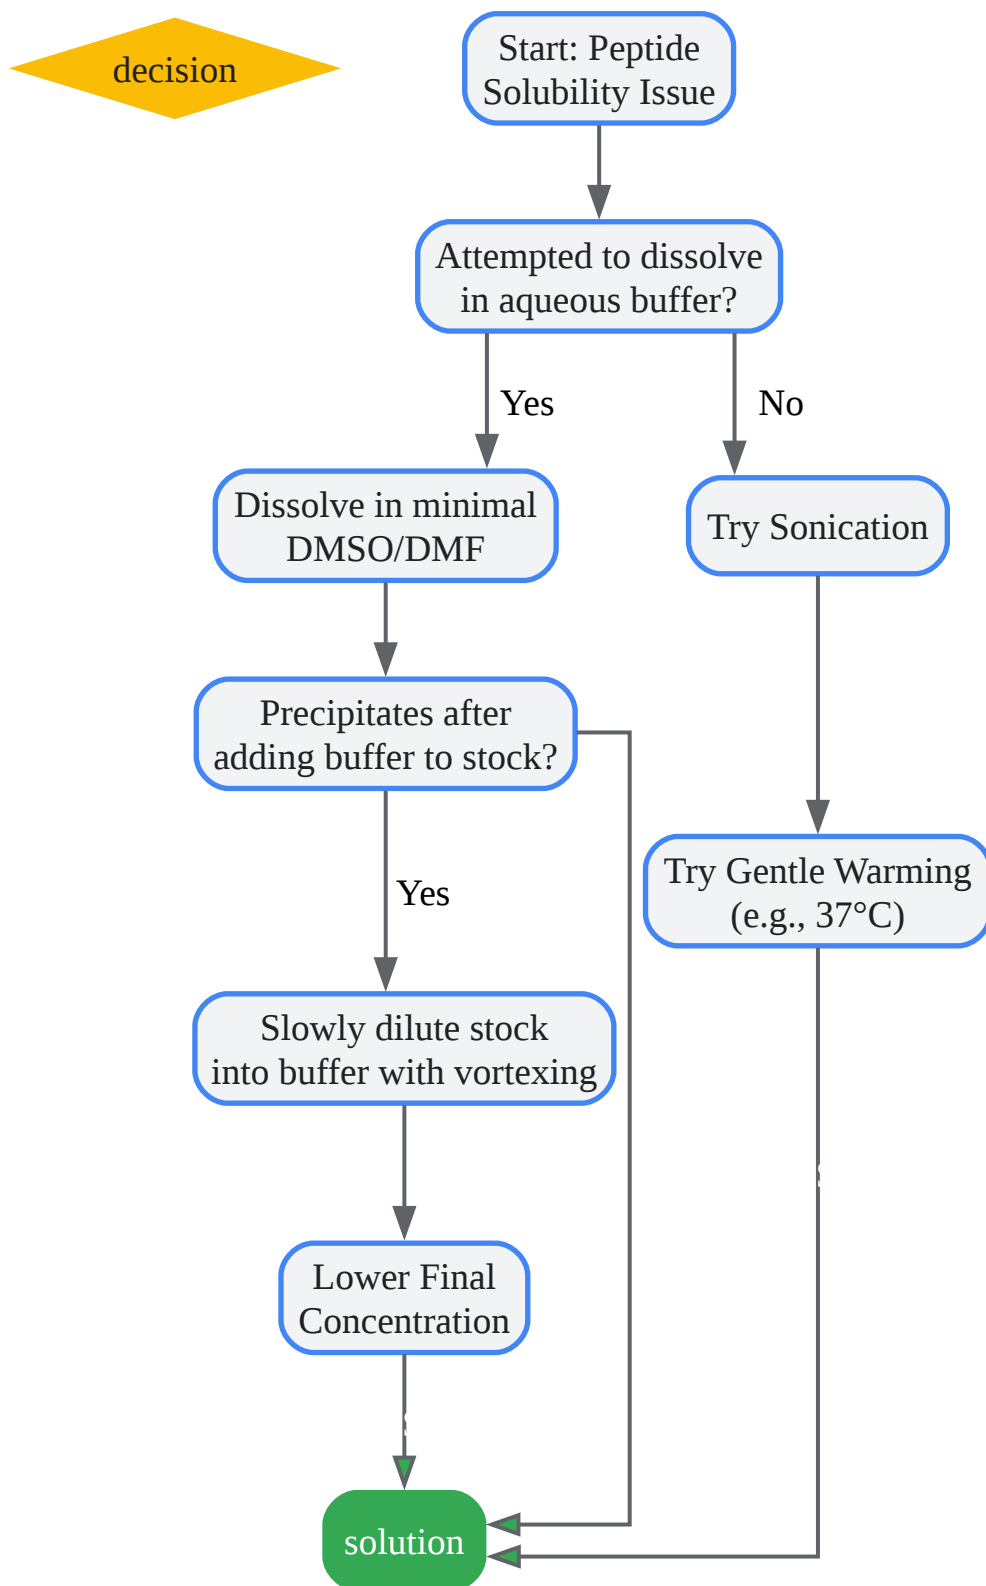 decision
Start: Peptide
Solubility Issue
Attempted to dissolve
in aqueous buffer?
Yes
No
Dissolve in minimal
DMSO/DMF
Try Sonication
Precipitates after
adding buffer to stock?
Yes
Try Gentle Warming
(e.g., 37°C)
Slowly dilute stock
into buffer with vortexing
Lower Final
Concentration
solution